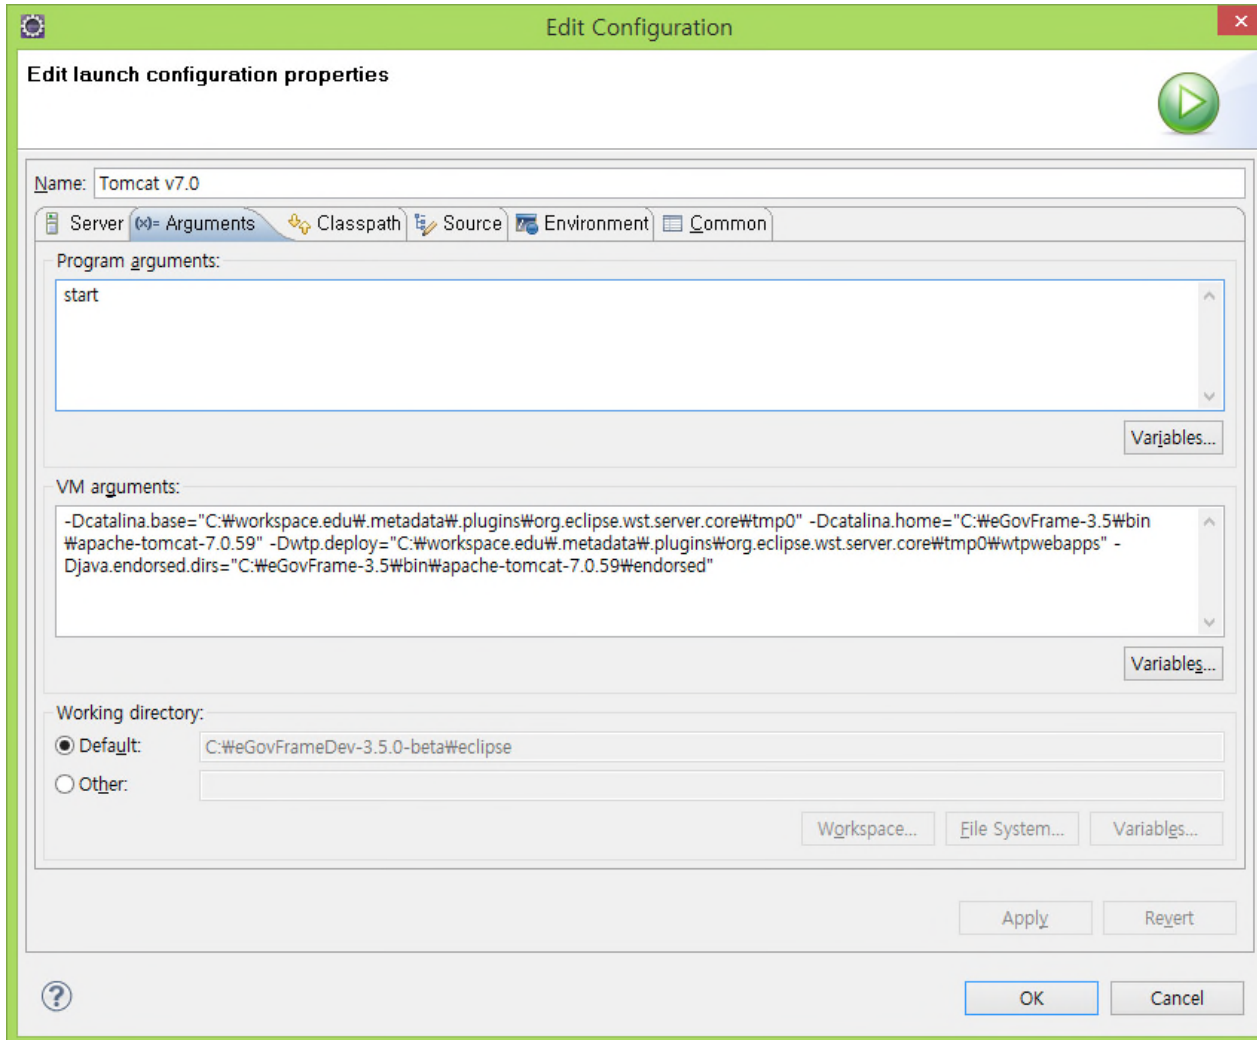 Edit Configuration
Edit launch configuration properties
Name: Tomcat v7.0
Server (x)= Arguments Classpath Source Environment Common
Program arguments:
start
Variables...
VM arguments:
-Dcatalina.base="C:₩workspace.edu₩.metadata₩.plugins₩org.eclipse.wst.server.core₩tmp0" -Dcatalina.home="C:₩eGovFrame-3.5₩bin
₩apache-tomcat-7.0.59" -Dwtp.deploy="C:₩workspace.edu₩.metadata₩.plugins₩org.eclipse.wst.server.core₩tmp0₩wtpwebapps" -
Djava.endorsed.dirs="C:₩eGovFrame-3.5₩bin₩apache-tomcat-7.0.59₩endorsed"
Variables...
Working directory:
Default: C:₩eGovFrameDev-3.5.0-beta₩eclipse
Other:
Workspace... File System... Variables...
Apply Revert
OK Cancel